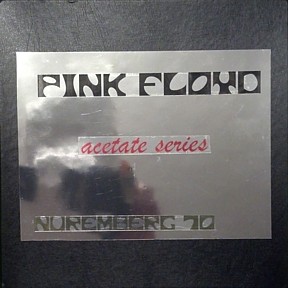 PINK FLOYD
acetate series
NUREMBERG 70